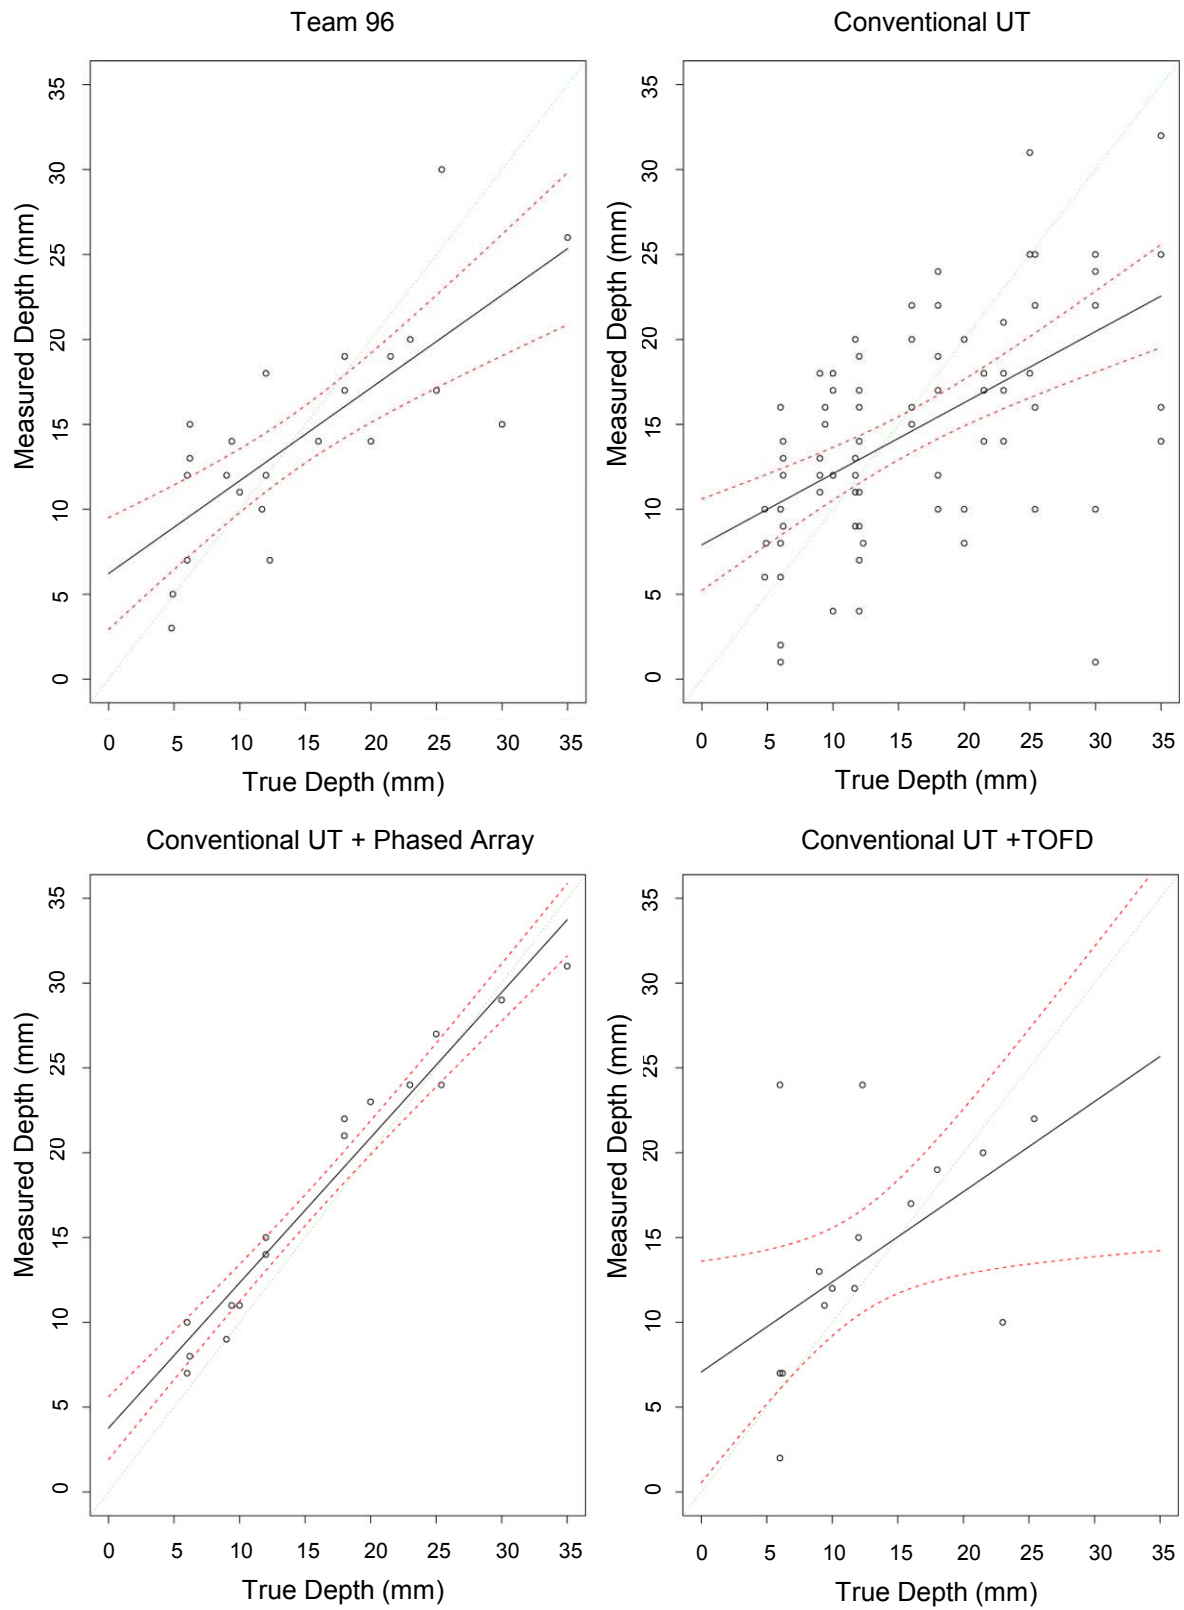 Team 96
Conventional UT
35
30
25
20
15
10
5
0
Measured Depth (mm)
0 5 10 15 20 25 30 35
True Depth (mm)
35
30
25
20
15
10
5
0
Measured Depth (mm)
0 5 10 15 20 25 30 35
True Depth (mm)
Conventional UT + Phased Array
Conventional UT +TOFD
35
30
25
20
15
10
5
0
Measured Depth (mm)
0 5 10 15 20 25 30 35
True Depth (mm)
35
30
25
20
15
10
5
0
Measured Depth (mm)
0 5 10 15 20 25 30 35
True Depth (mm)